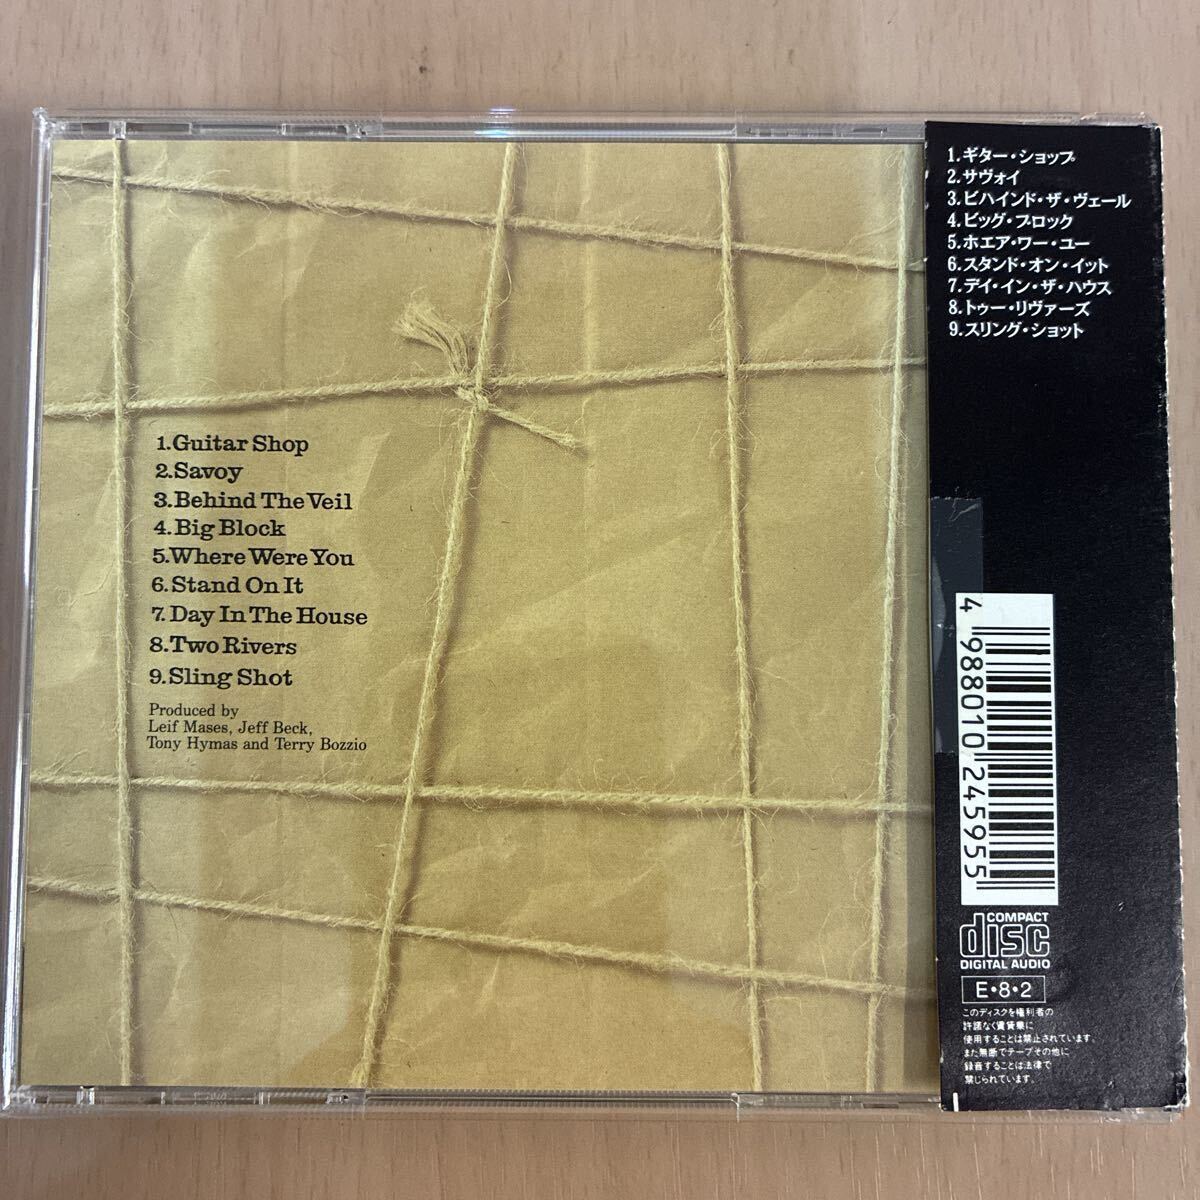 1.Guitar Shop
2.Savoy
3.Behind The Veil
4.Big Block
5.Where Were You
6.Stand On It
7.Day In The House
8.Two Rivers
9.Sling Shot
Produced by
Leif Mases, Jeff Beck,
Tony Hymas and Terry Bozzio
1.ギター・ショップ
2.サヴォイ
3.ビハインド・ザ・ヴェール
4.ビッグ・ブロック
5.ホエア・ワー・ユー
6.スタンド・オン・イット
7.デイ・イン・ザ・ハウス
8.トゥー・リヴァーズ
9.スリング・ショット
4 988010 245955
COMPACT
disc
DIGITAL AUDIO
E・8・2
このディスクを権利者の
許諾なく賃貸業に
使用することは禁止されています。
また無断でテープその他に
録音することは法律で
禁じられています。